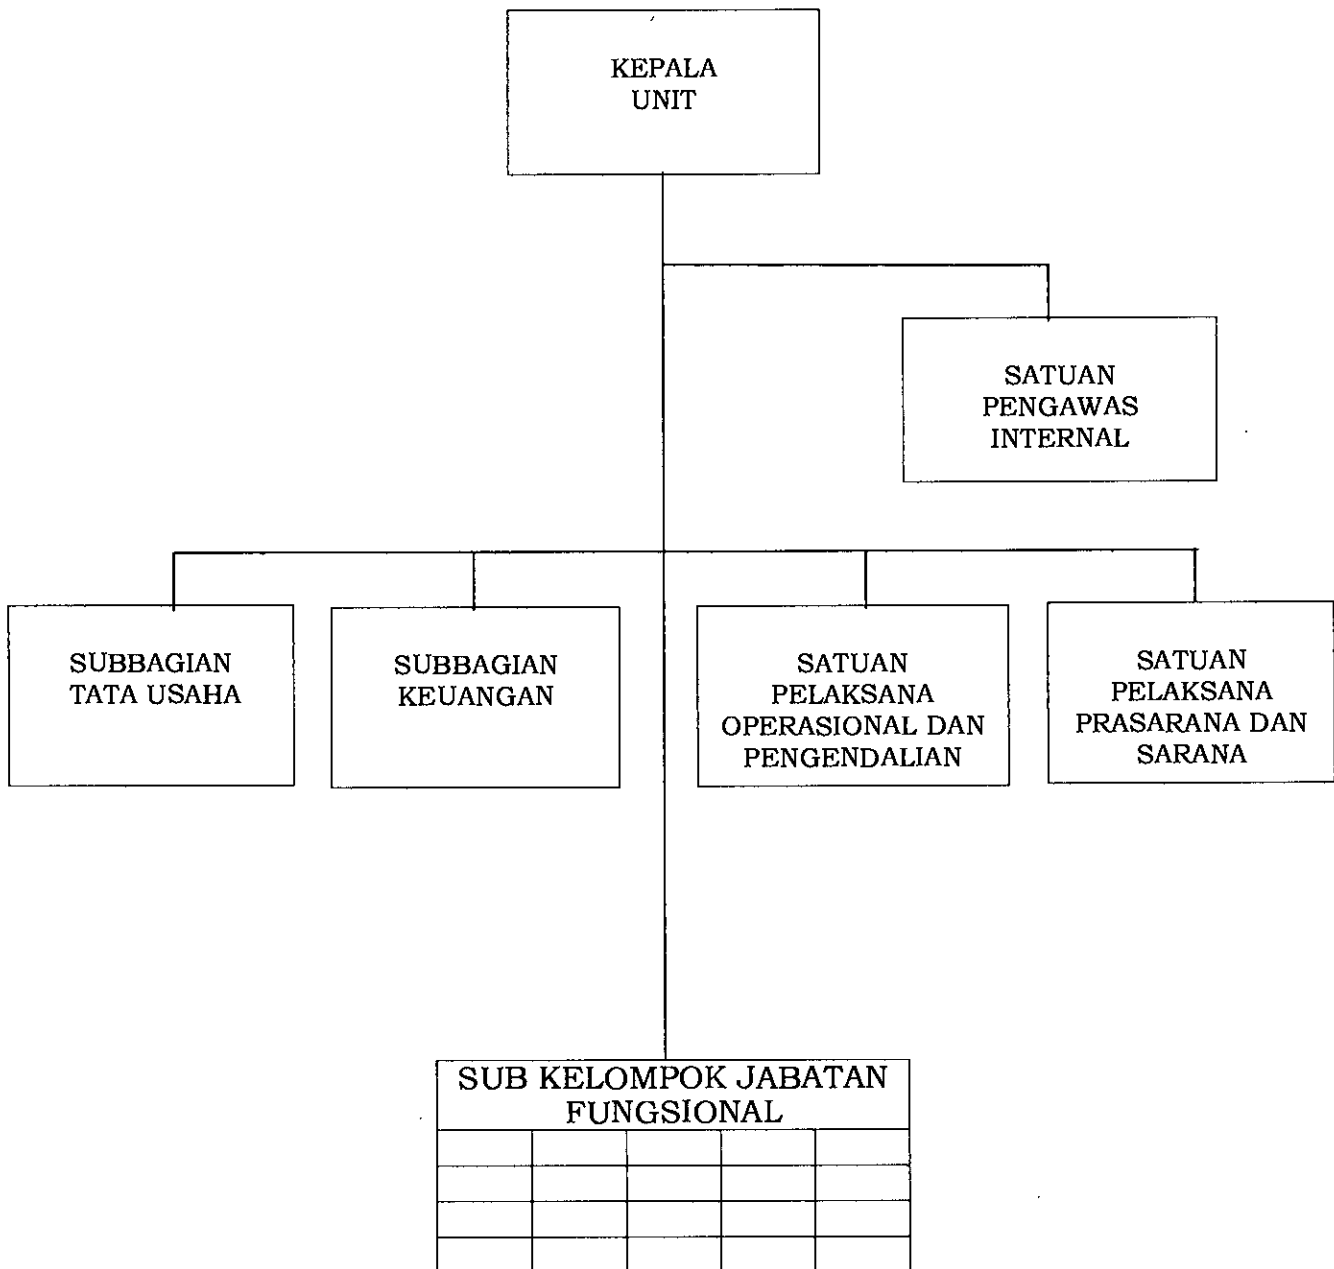 KEPALA
UNIT
SATUAN
PENGAWAS
INTERNAL
SUBBAGIAN
TATA USAHA
SUBBAGIAN
KEUANGAN
SATUAN
PELAKSANA
OPERASIONAL DAN
PENGENDALIAN
SATUAN
PELAKSANA
PRASARANA DAN
SARANA
SUB KELOMPOK JABATAN
FUNGSIONAL